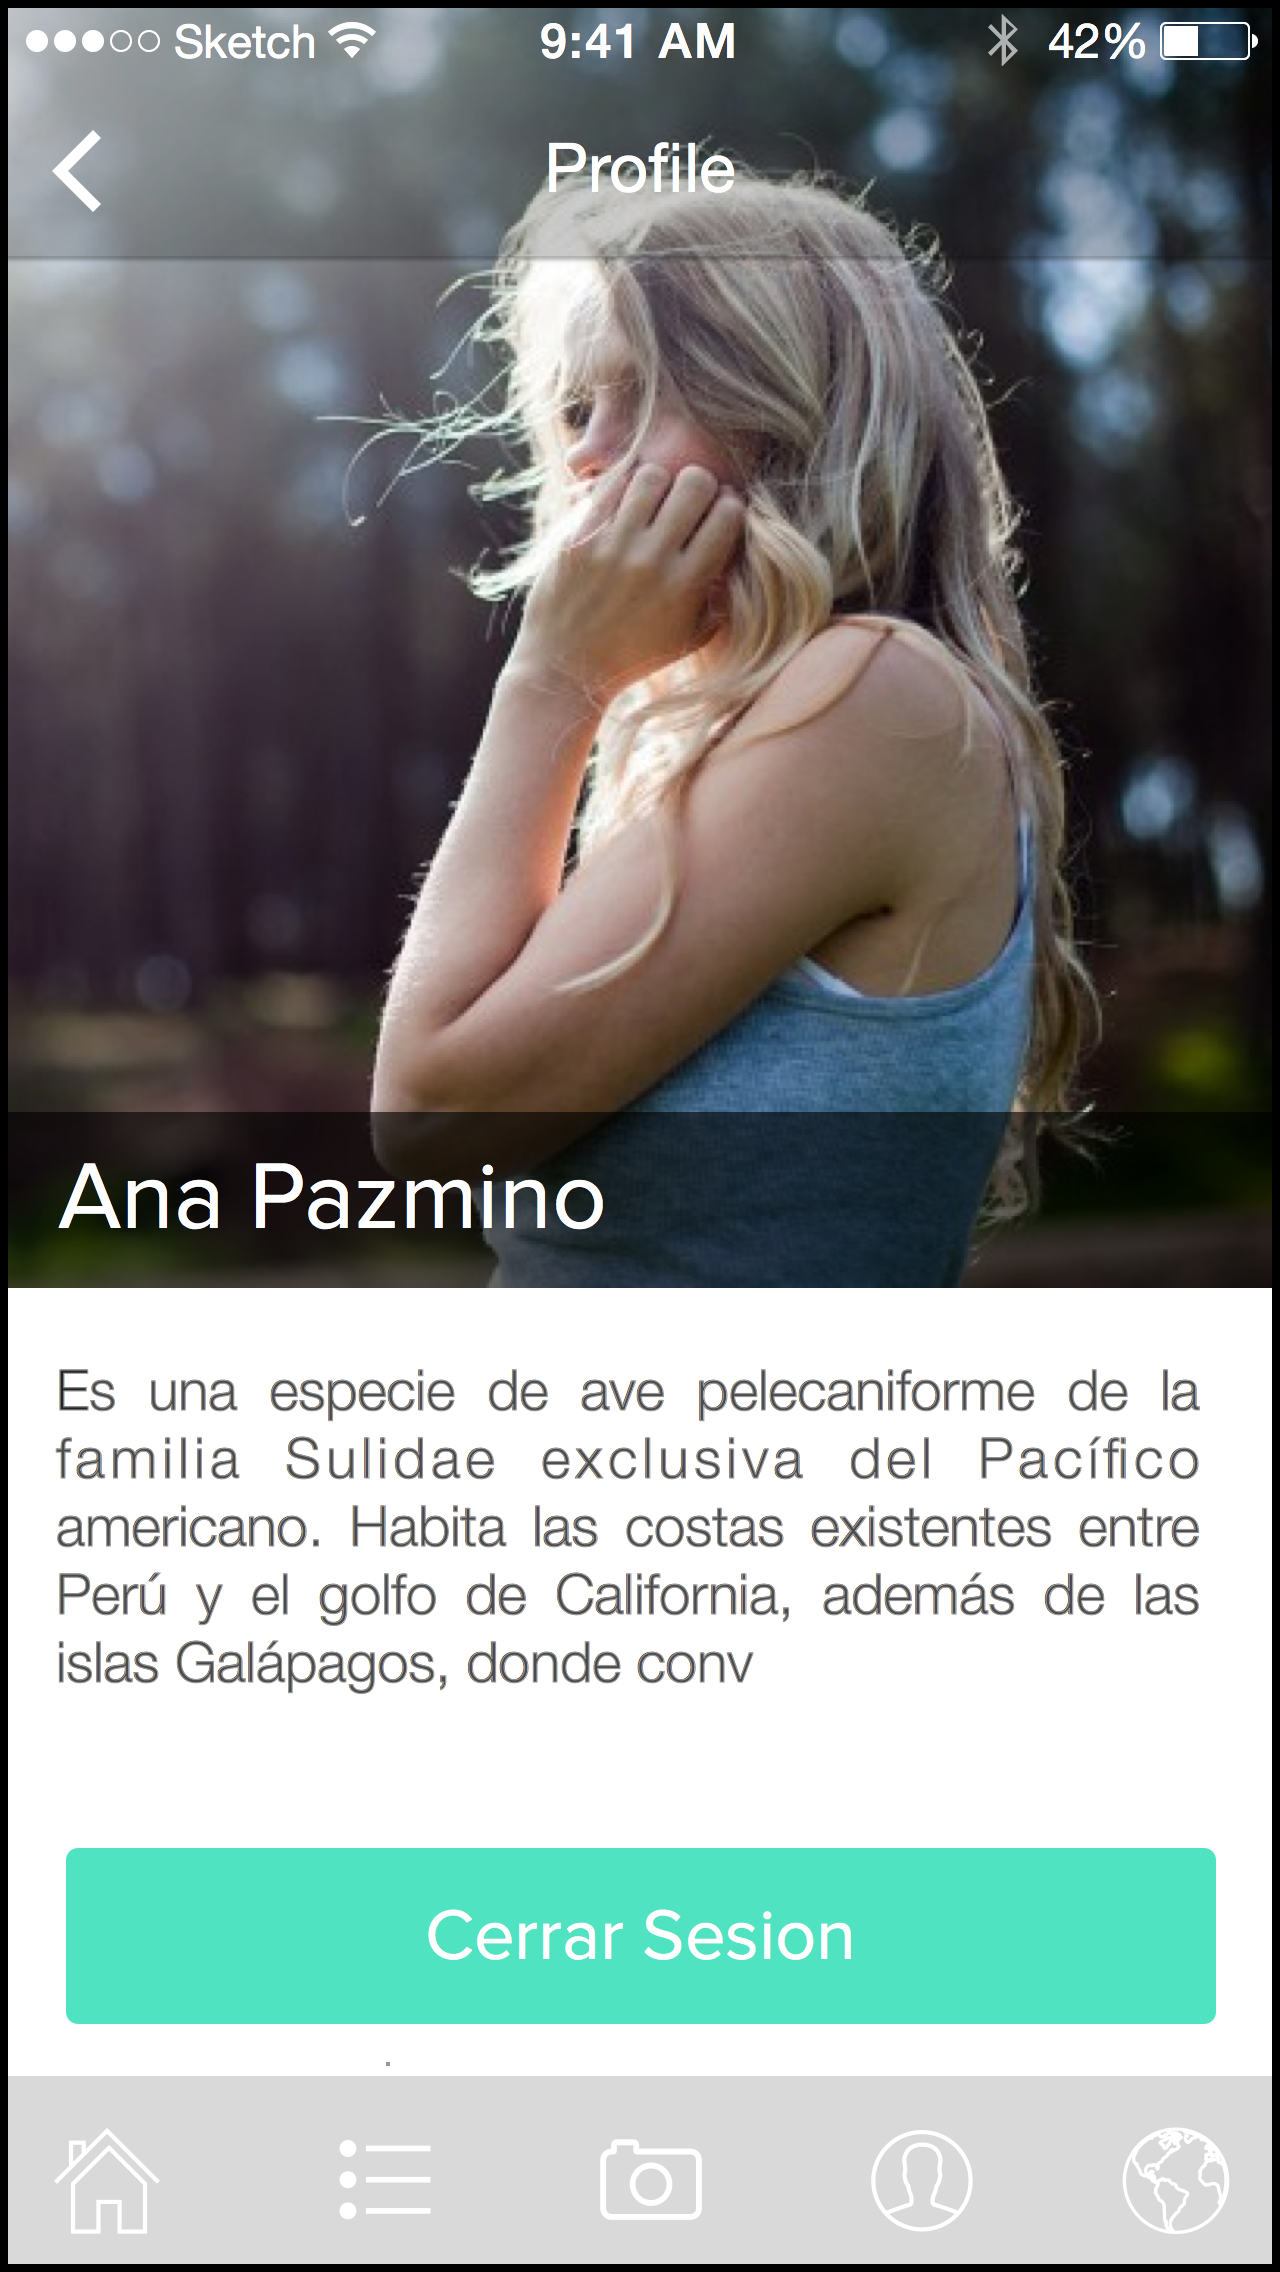 Sketch 9:41 AM 42%
Profile
Ana Pazmino
Es una especie de ave pelecaniforme de la
familia Sulidae exclusiva del Pacífico
americano. Habita las costas existentes entre
Perú y el golfo de California, además de las
islas Galápagos, donde conv
Cerrar Sesion